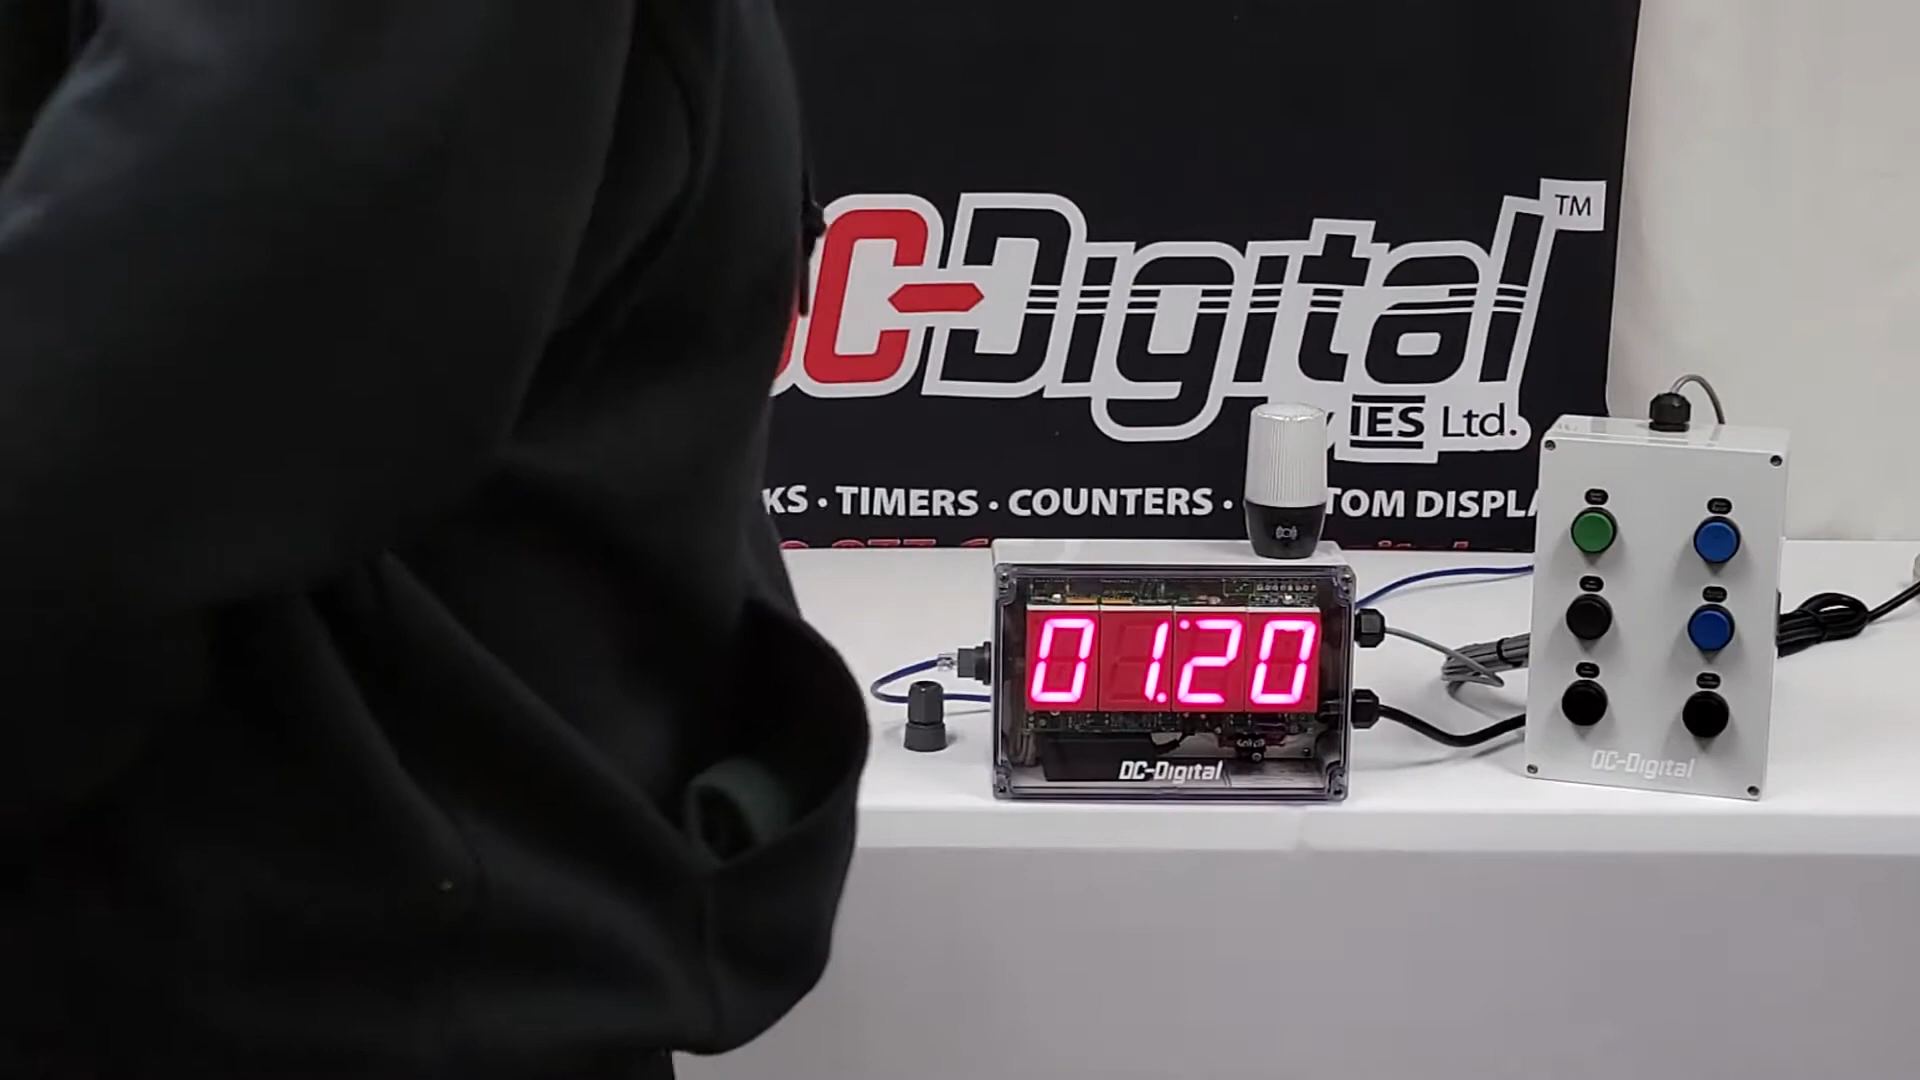 C-Digital TM
IES Ltd.
KS • TIMERS • COUNTERS • TOM DISPLA
01.20
DC-Digital
DC-Digital